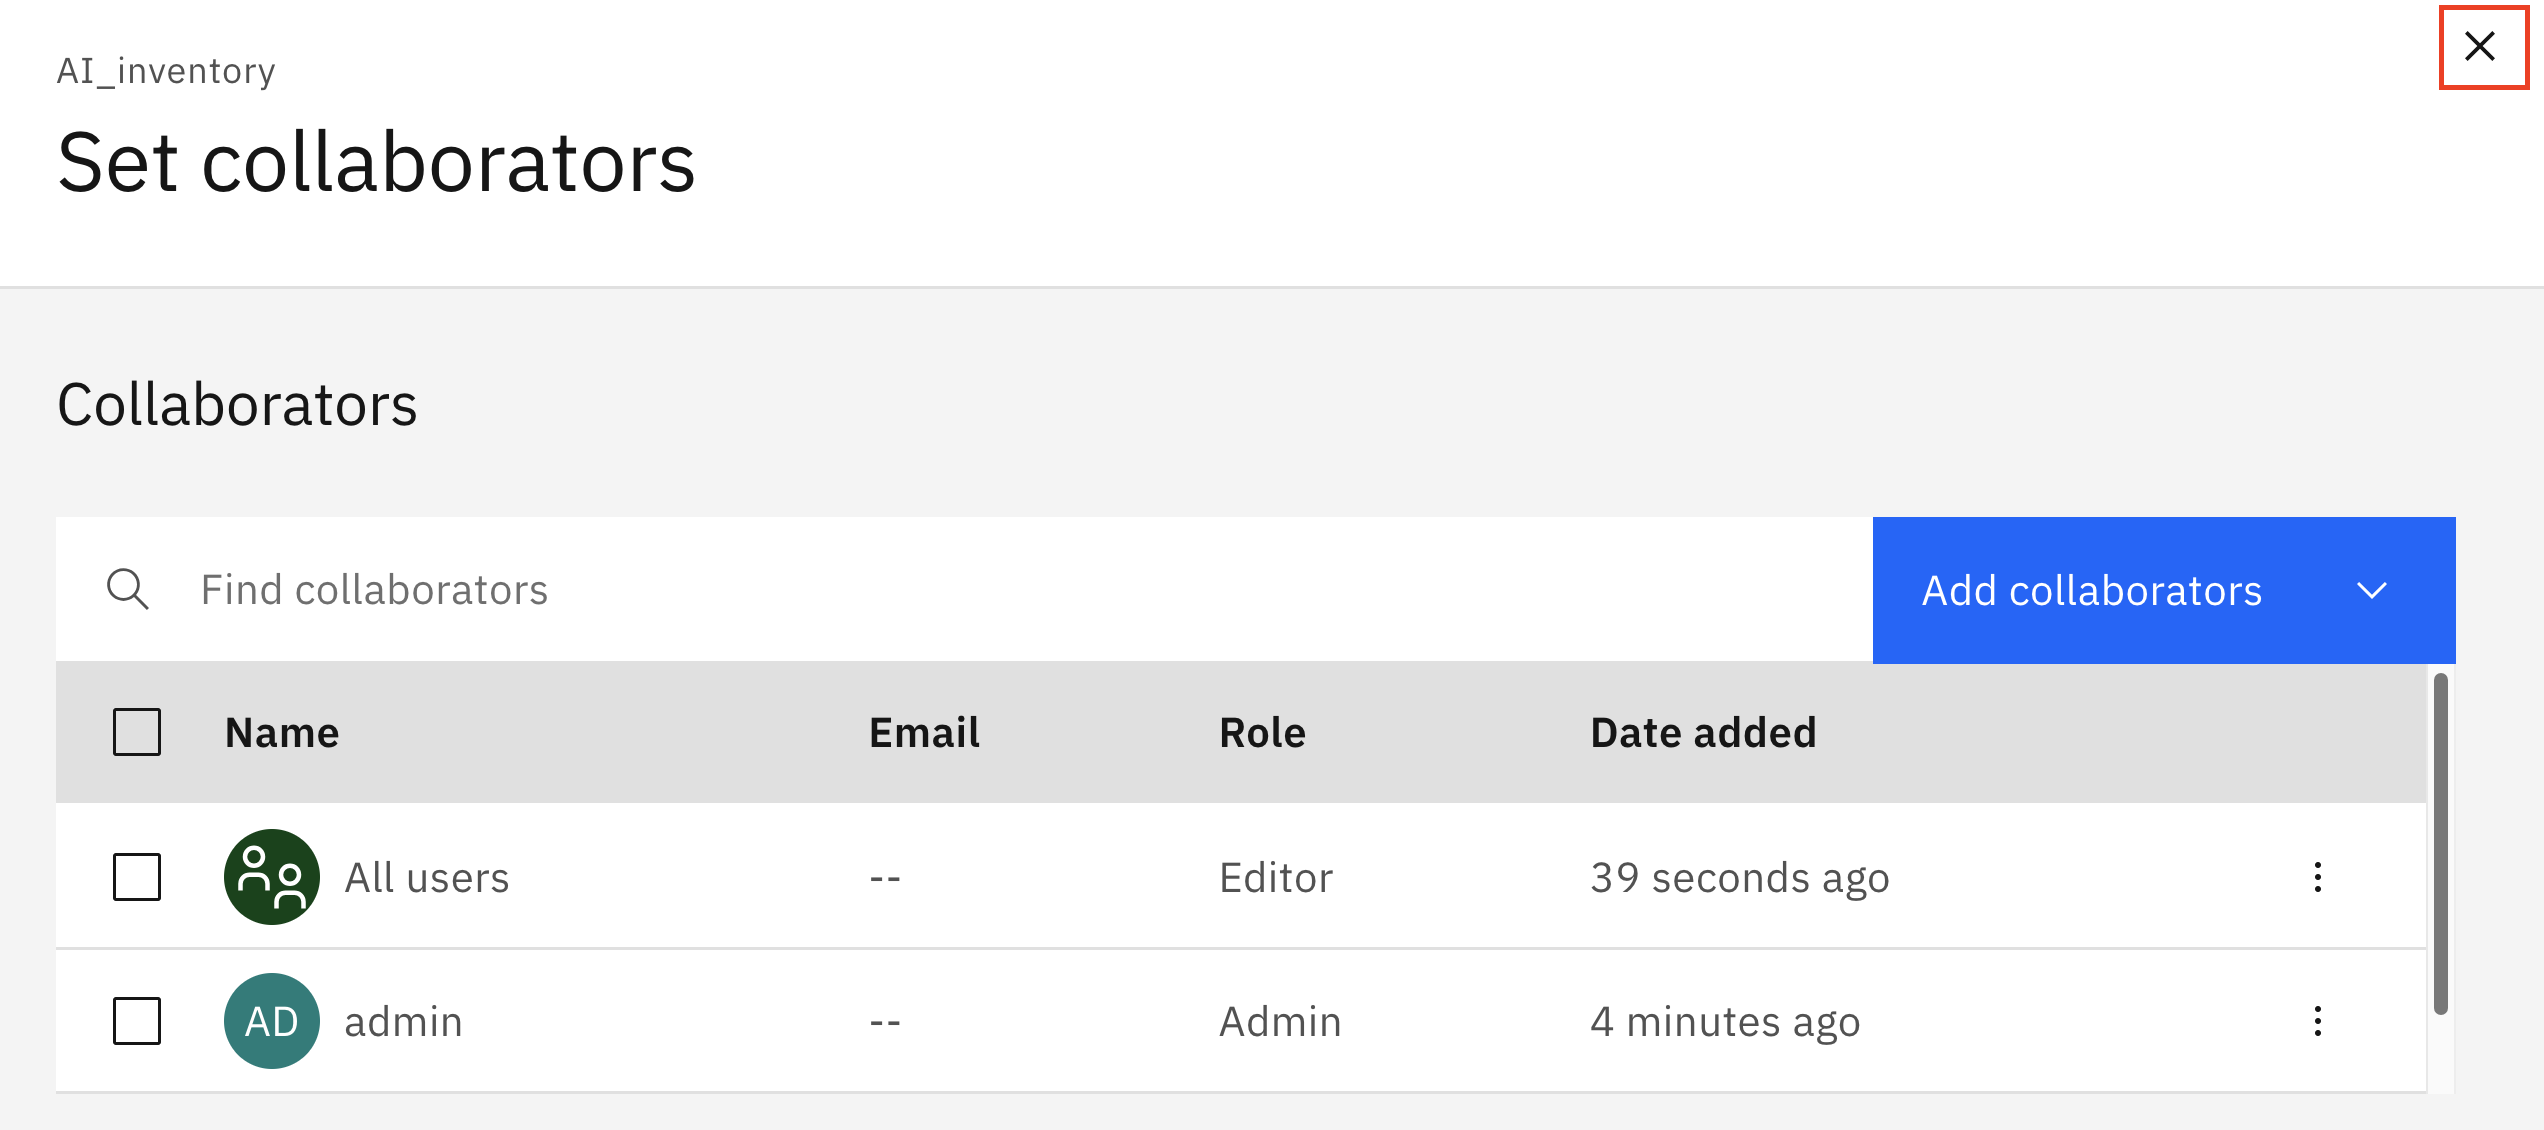 AI_inventory
Set collaborators
Collaborators
Find collaborators
Add collaborators
Name Email Role Date added
All users -- Editor 39 seconds ago
AD admin -- Admin 4 minutes ago